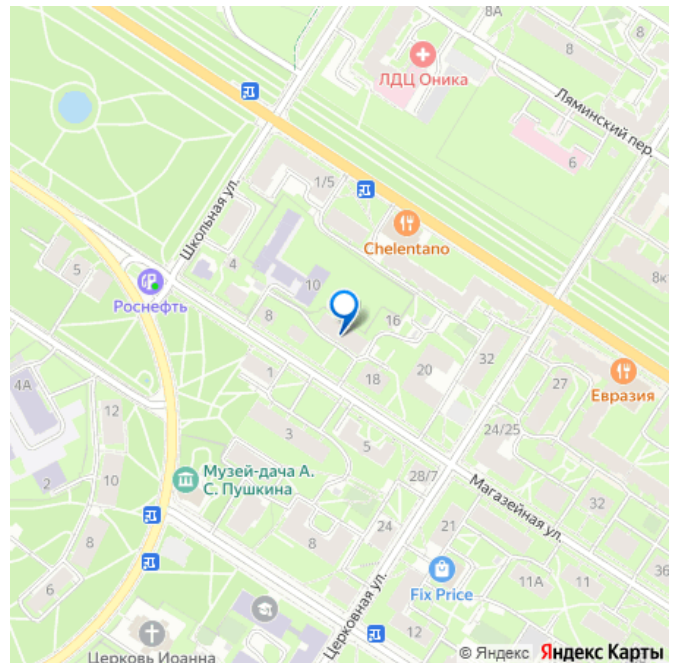 8А
8
ЛДЦ Оника
Ляминский пер.
6
1/5
Школьная ул.
Chelentano
8к
5
4
10
Роснефть
8
16
1
18
20
32
27
Евразия
4А
12
3
5
24/25
Музей-дача А.
С. Пушкина
10
2
28/7
Магазейная ул.
32
24
21
8
8
6
11А
11
36
Fix Price
Церковная ул.
12
Церковь Иоанна
© Яндекс Яндекс Карты